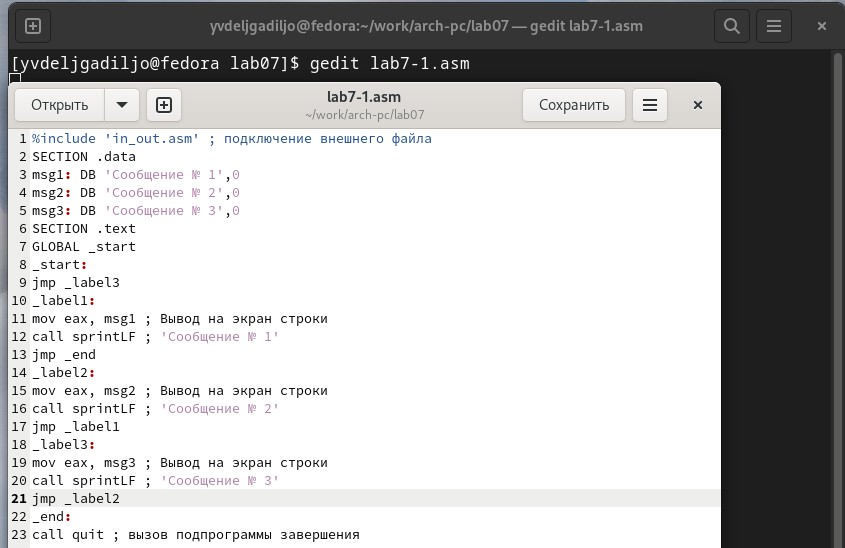 yvdeljgadiljo@fedora:~/work/arch-pc/lab07 — gedit lab7-1.asm
[yvdeljgadiljo@fedora lab07]$ gedit lab7-1.asm
Открыть
lab7-1.asm
~/work/arch-pc/lab07
Сохранить
1 %include 'in_out.asm' ; подключение внешнего файла
2 SECTION .data
3 msg1: DB 'Сообщение № 1',0
4 msg2: DB 'Сообщение № 2',0
5 msg3: DB 'Сообщение № 3',0
6 SECTION .text
7 GLOBAL _start
8 _start:
9 jmp _label3
10 _label1:
11 mov eax, msg1 ; Вывод на экран строки
12 call sprintLF ; 'Сообщение № 1'
13 jmp _end
14 _label2:
15 mov eax, msg2 ; Вывод на экран строки
16 call sprintLF ; 'Сообщение № 2'
17 jmp _label1
18 _label3:
19 mov eax, msg3 ; Вывод на экран строки
20 call sprintLF ; 'Сообщение № 3'
21 jmp _label2
22 _end:
23 call quit ; вызов подпрограммы завершения